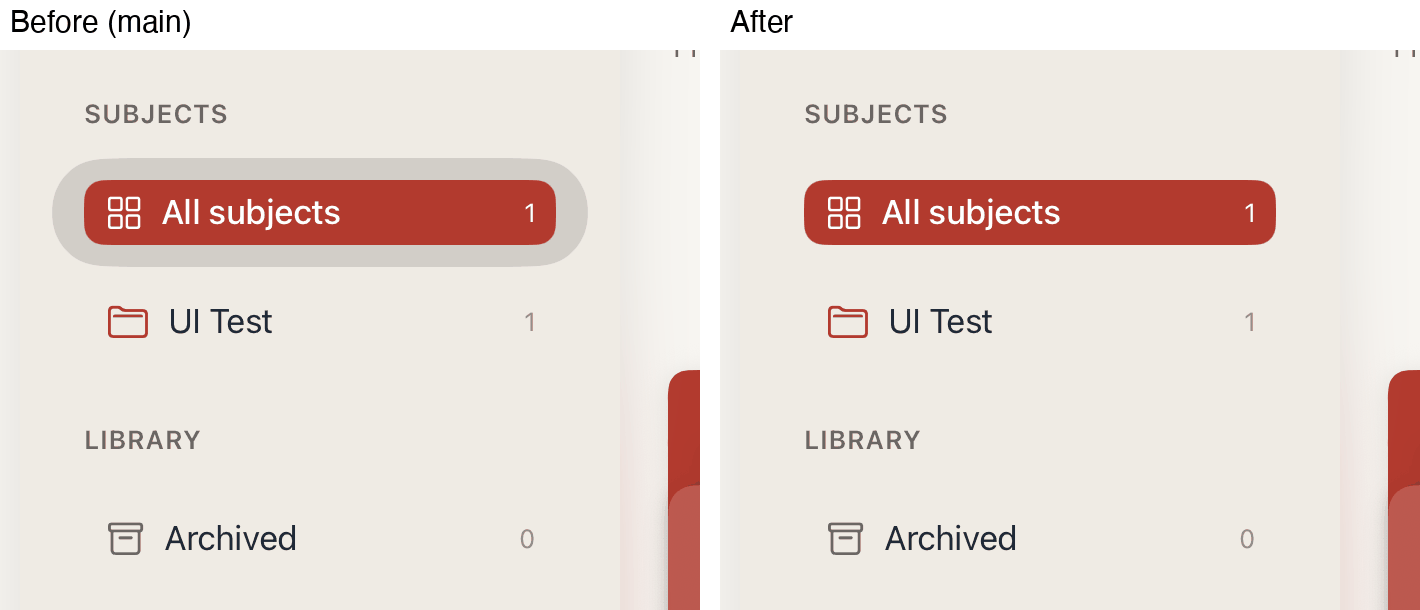 Before (main)
After
SUBJECTS
All subjects 1
UI Test 1
LIBRARY
Archived 0
SUBJECTS
All subjects 1
UI Test 1
LIBRARY
Archived 0